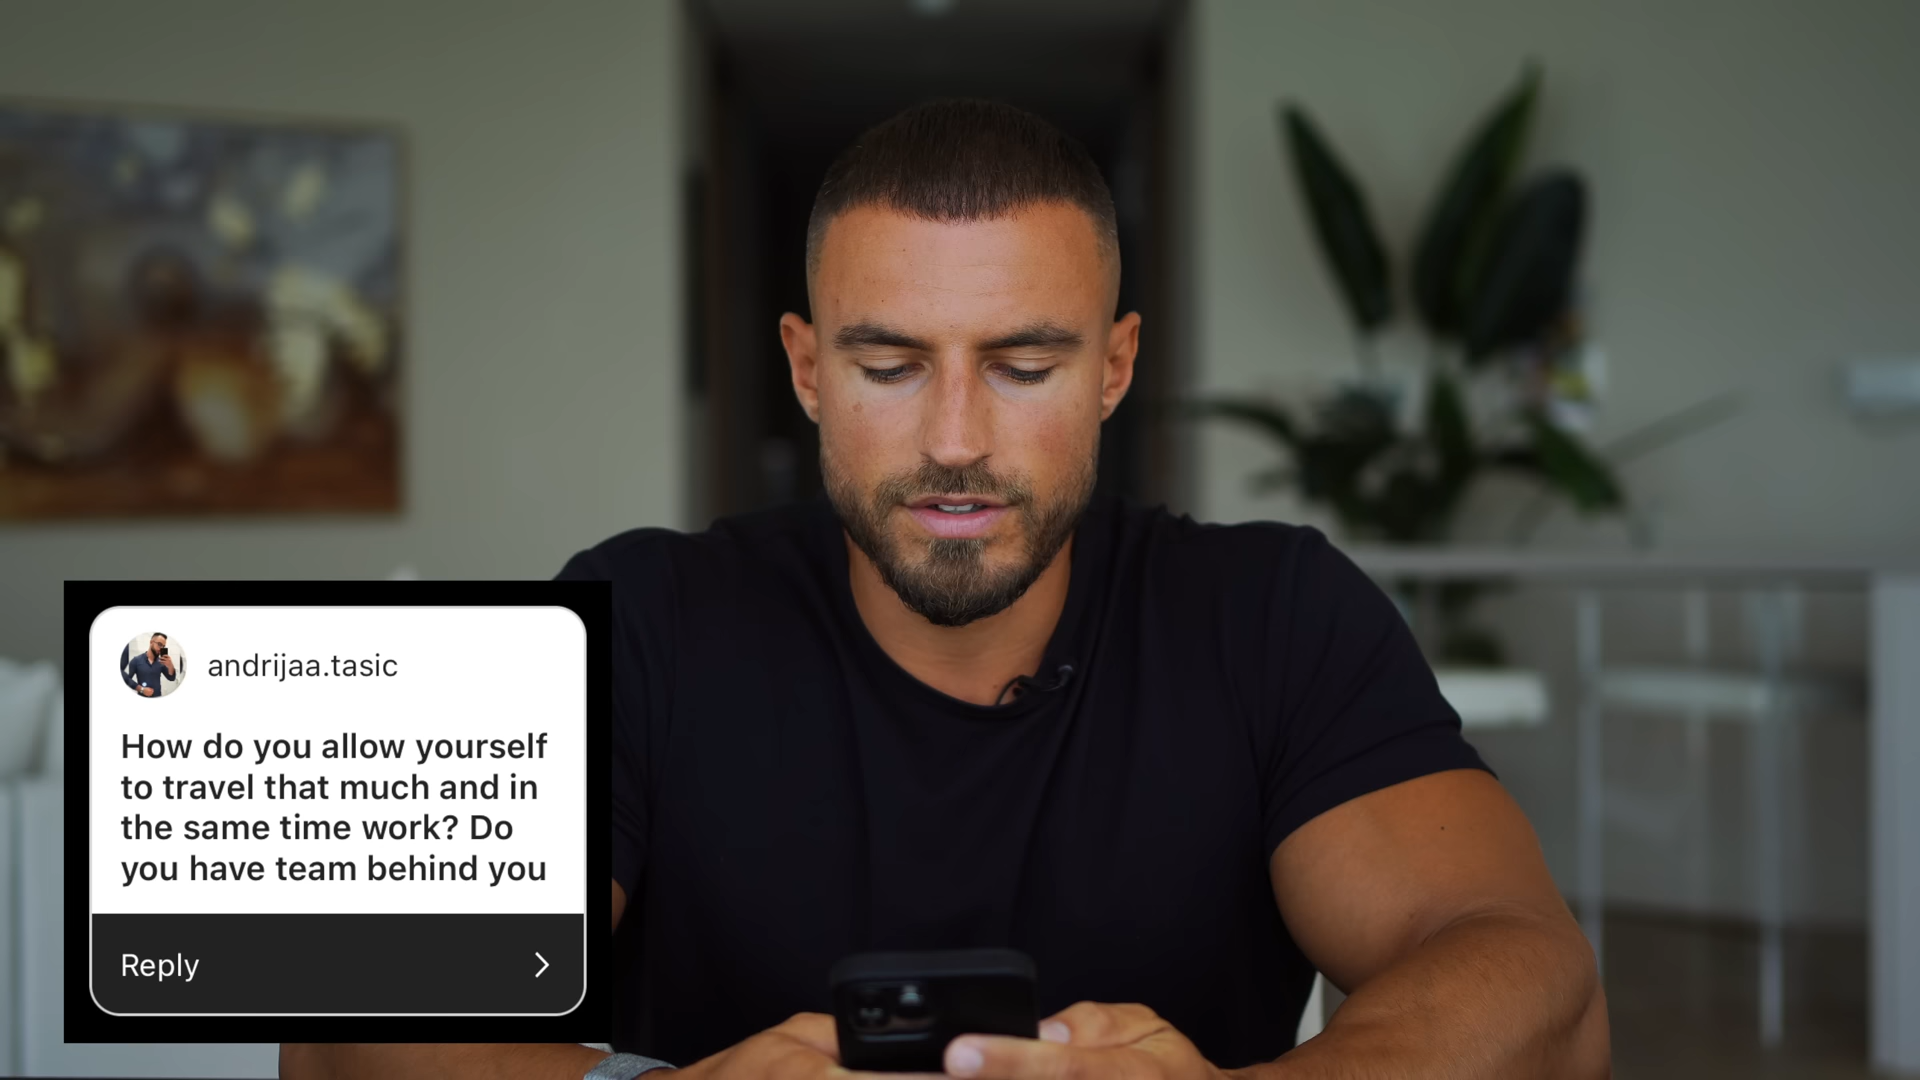 andrijaa.tasic
How do you allow yourself
to travel that much and in
the same time work? Do
you have team behind you
Reply